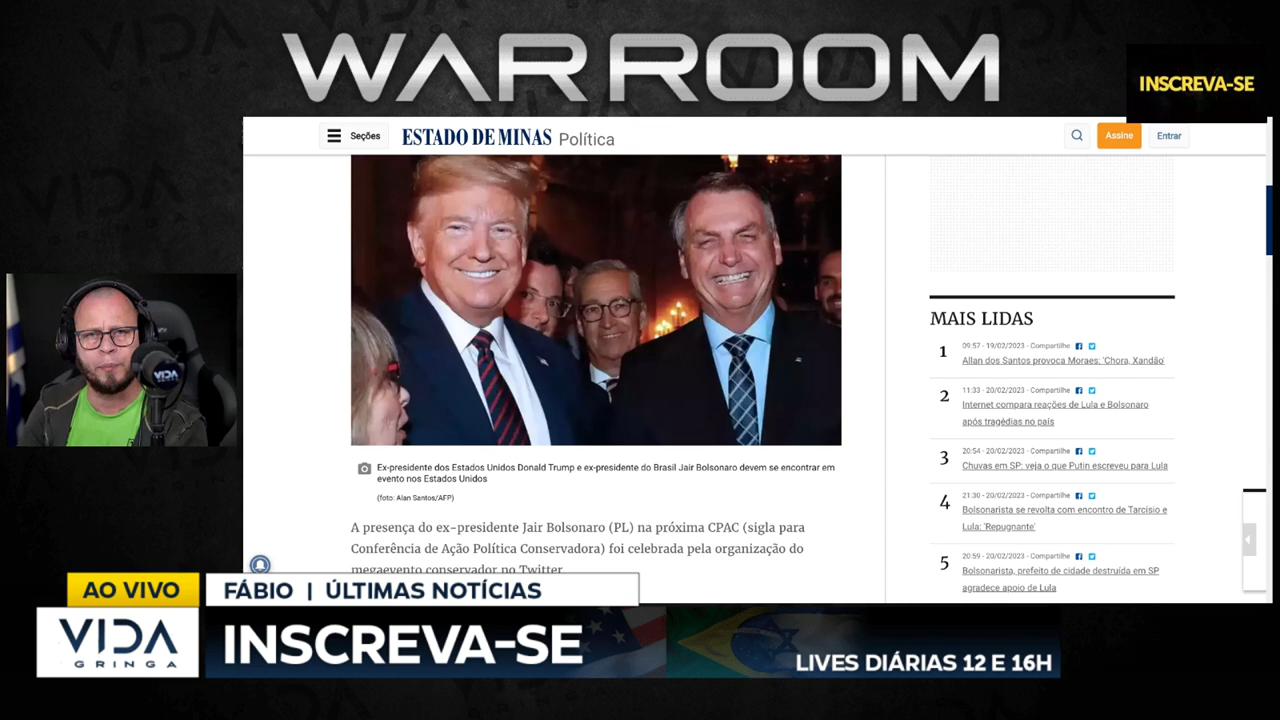 WARROOM
INSCREVA-SE
Seções
ESTADO DE MINAS Política
Assine
Entrar
Ex-presidente dos Estados Unidos Donald Trump e ex-presidente do Brasil Jair Bolsonaro devem se encontrar em
evento nos Estados Unidos
(foto: Alan Santos/AFP)
A presença do ex-presidente Jair Bolsonaro (PL) na próxima CPAC (sigla para
Conferência de Ação Política Conservadora) foi celebrada pela organização do
megaevento conservador no Twitter
MAIS LIDAS
1
09:57 - 19/02/2023 - Compartilhe
Allan dos Santos provoca Moraes: 'Chora, Xandão'
2
11:33 - 20/02/2023 - Compartilhe
Internet compara reações de Lula e Bolsonaro
após tragédias no país
3
20:54 - 20/02/2023 - Compartilhe
Chuvas em SP: veja o que Putin escreveu para Lula
4
21:30 - 20/02/2023 - Compartilhe
Bolsonarista se revolta com encontro de Tarcísio e
Lula: 'Repugnante'
5
20:59 - 20/02/2023 - Compartilhe
Bolsonarista, prefeito de cidade destruída em SP
agradece apoio de Lula
VIDA
AO VIVO
FÁBIO | ÚLTIMAS NOTÍCIAS
VIDA
GRINGA
INSCREVA-SE
LIVES DIÁRIAS 12 E 16H